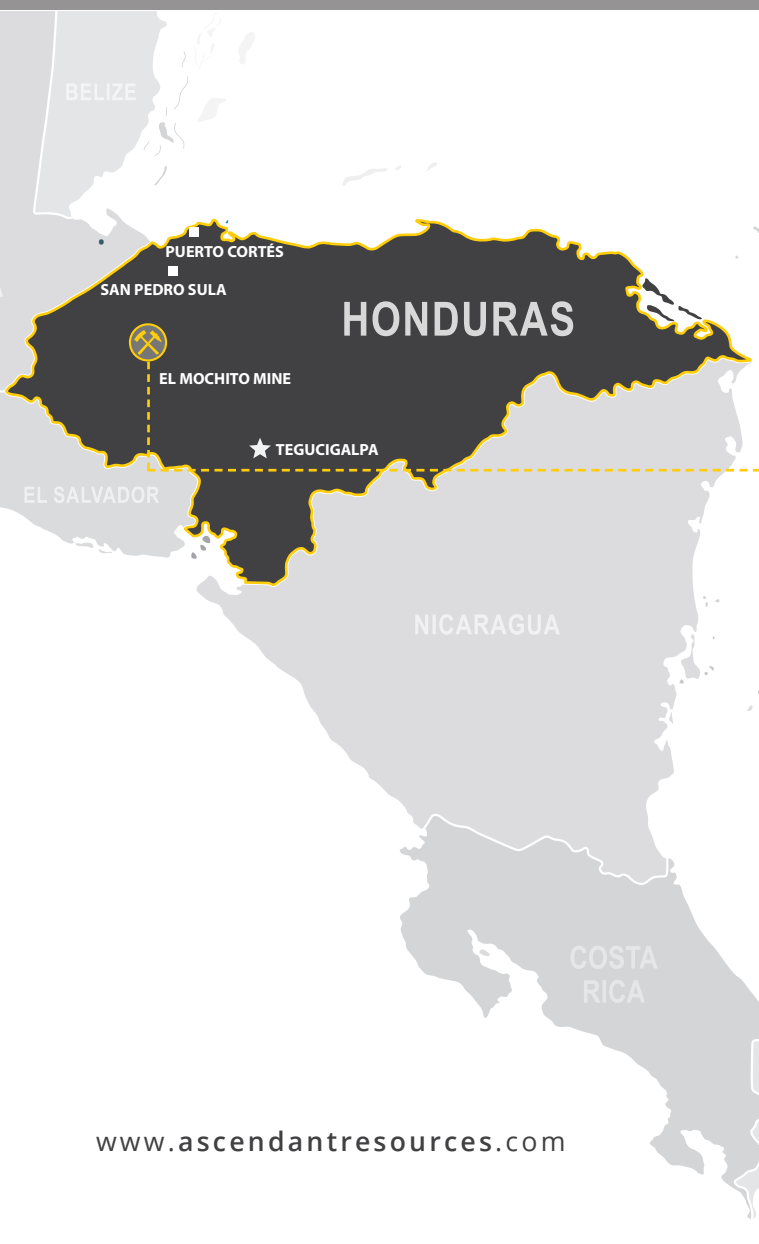 BELIZE
PUERTO CORTÉS
SAN PEDRO SULA
HONDURAS
EL MOCHITO MINE
TEGUCIGALPA
EL SALVADOR
NICARAGUA
COSTA
RICA
www.ascendantresources.com